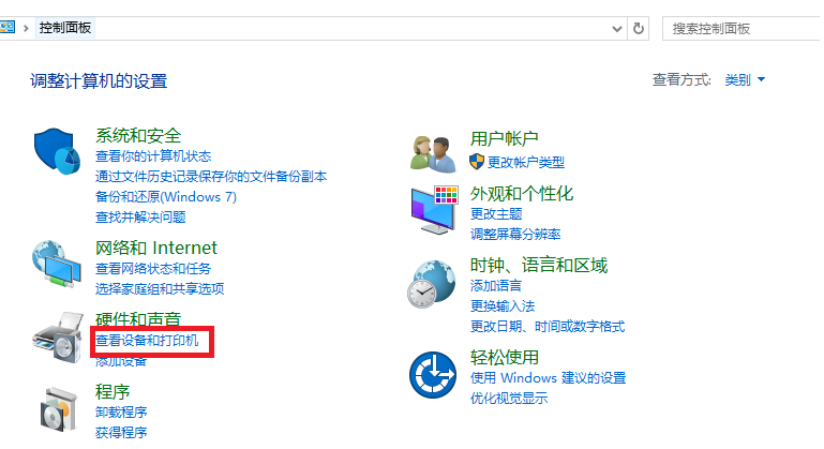 控制面板
搜索控制面板
调整计算机的设置
查看方式: 类别
系统和安全
查看你的计算机状态
通过文件历史记录保存你的文件备份副本
备份和还原(Windows 7)
查找并解决问题
网络和 Internet
查看网络状态和任务
选择家庭组和共享选项
硬件和声音
查看设备和打印机
添加设备
程序
卸载程序
获得程序
用户帐户
更改帐户类型
外观和个性化
更改主题
调整屏幕分辨率
时钟、语言和区域
添加语言
更换输入法
更改日期、时间或数字格式
轻松使用
使用 Windows 建议的设置
优化视觉显示